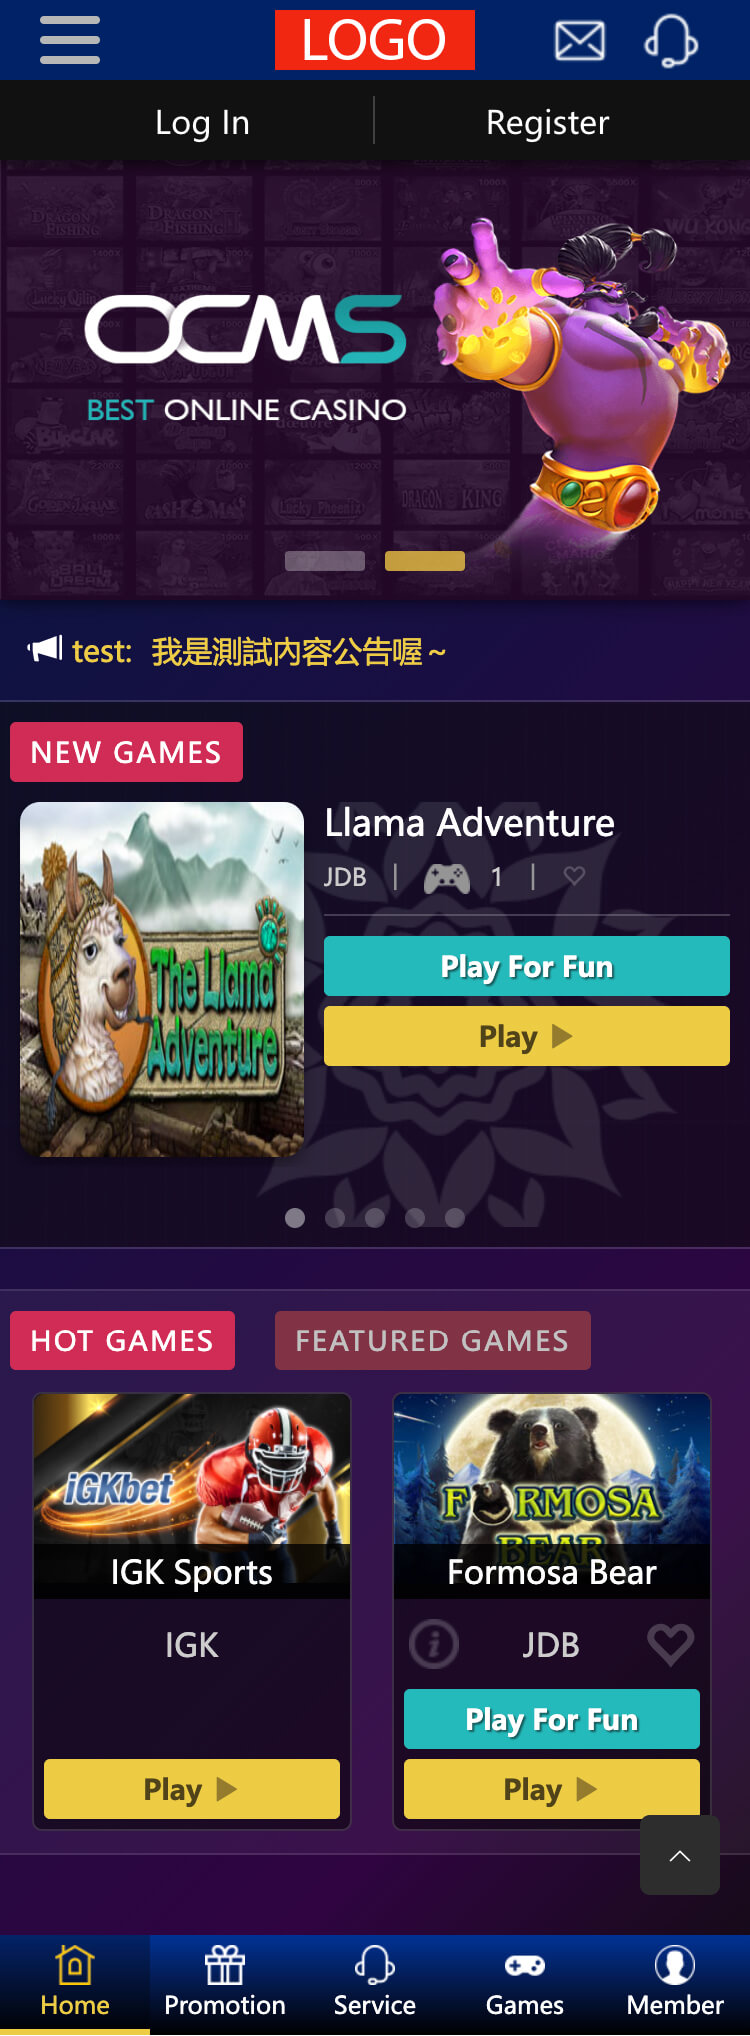 LOGO
Log In
Register
OCMS
BEST ONLINE CASINO
test: 我是測試內容公告喔~
NEW GAMES
The Llama
Adventure
Llama Adventure
JDB | 1 |
Play For Fun
Play
HOT GAMES
FEATURED GAMES
iGKbet
IGK Sports
IGK
Play
FORMOSA
BEAR
Formosa Bear
JDB
Play For Fun
Play
Home
Promotion
Service
Games
Member